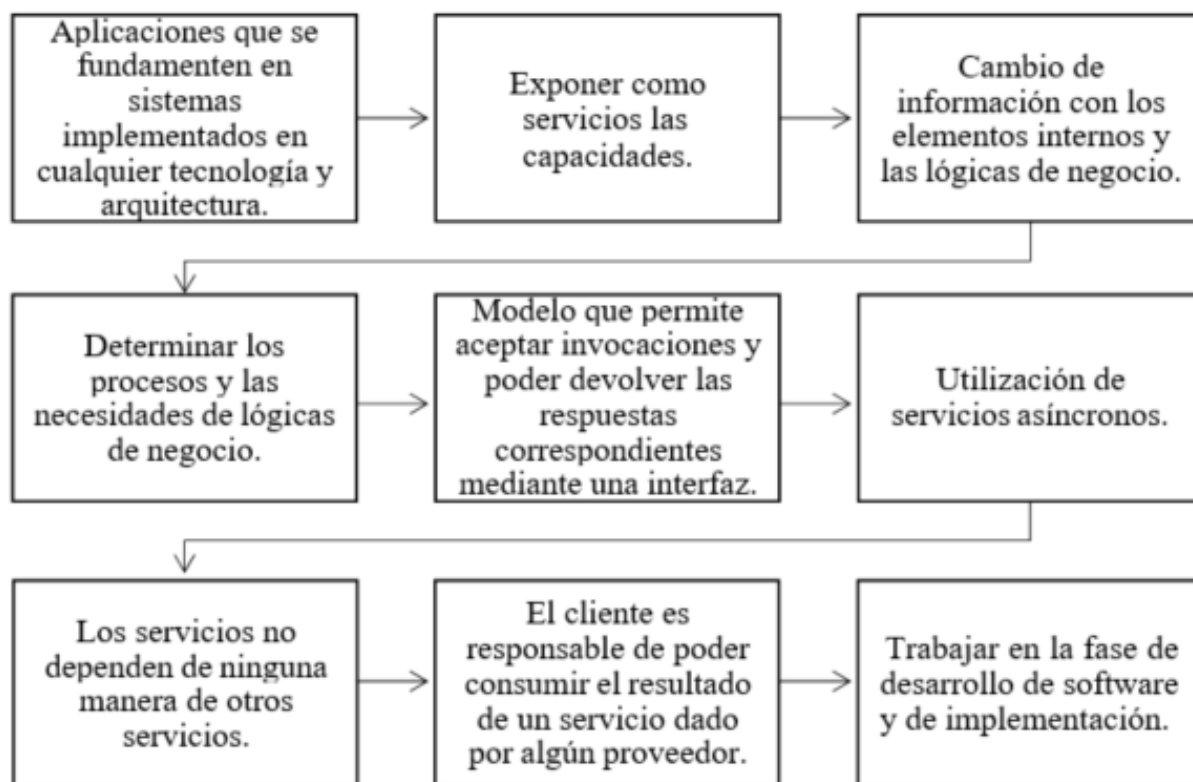 Aplicaciones que se
fundamenten en
sistemas
implementados en
cualquier tecnología y
arquitectura.
Exponer como
servicios las
capacidades.
Cambio de
información con los
elementos internos y
las lógicas de negocio.
Determinar los
procesos y las
necesidades de lógicas
de negocio.
Modelo que permite
aceptar invocaciones y
poder devolver las
respuestas
correspondientes
mediante una interfaz.
Utilización de
servicios asíncronos.
Los servicios no
dependen de ninguna
manera de otros
servicios.
El cliente es
responsable de poder
consumir el resultado
de un servicio dado
por algún proveedor.
Trabajar en la fase de
desarrollo de software
y de implementación.